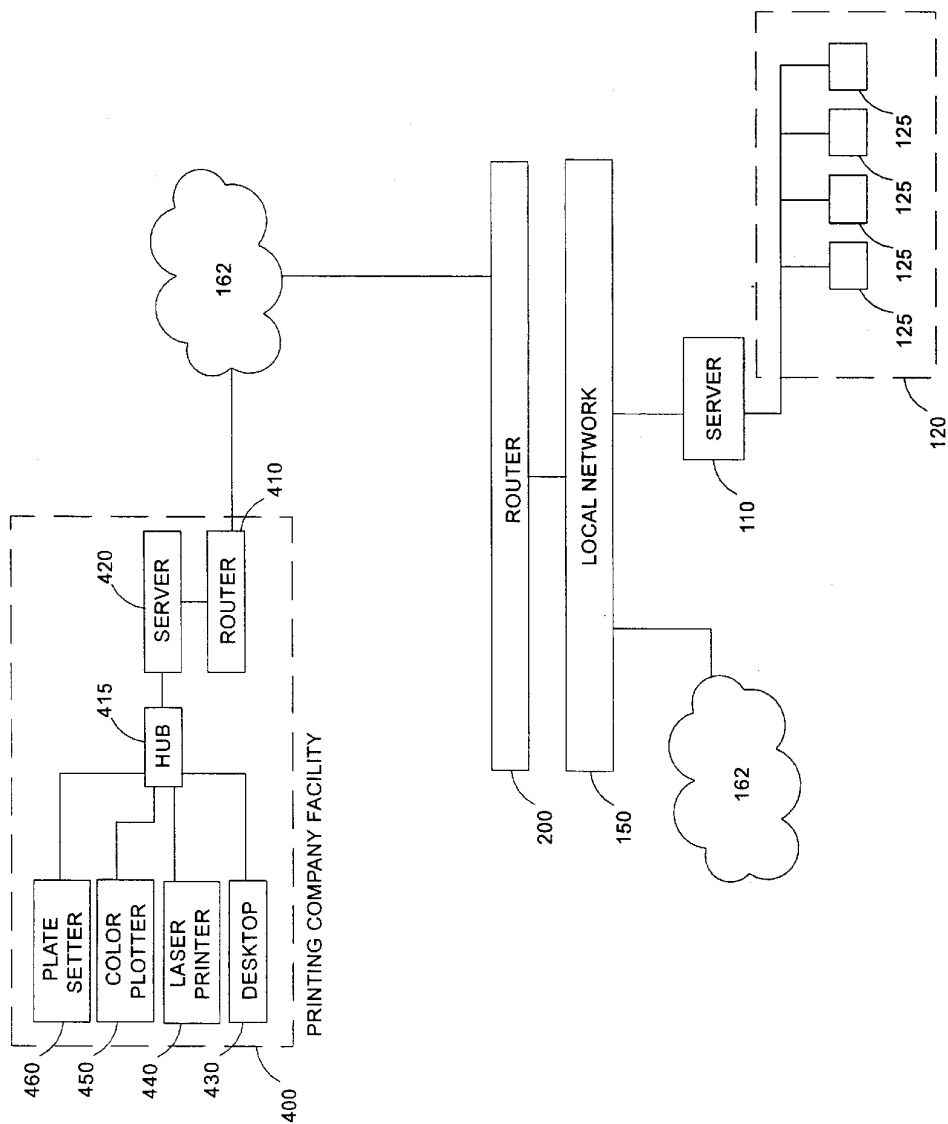 PRINTING COMPANY FACILITY
400
460
PLATE
SETTER
450
COLOR
PLOTTER
440
LASER
PRINTER
430
DESKTOP
415
HUB
420
SERVER
ROUTER
410
162
200
ROUTER
150
LOCAL NETWORK
162
110
SERVER
120
125
125
125
125